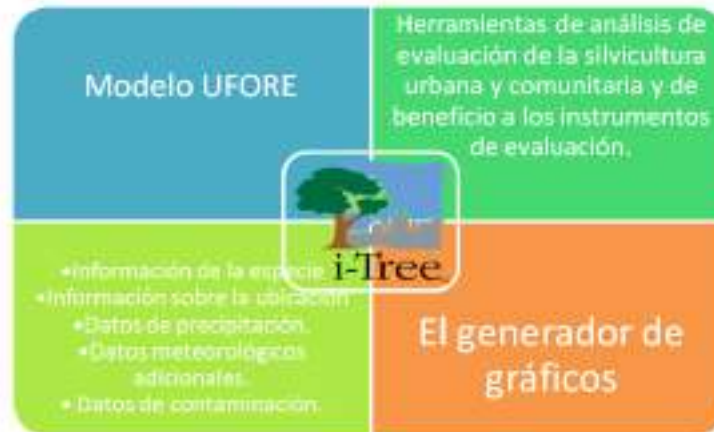 Modelo UFORE
Herramientas de análisis de
evaluación de la silvicultura
urbana y comunitaria y de
beneficio a los instrumentos
de evaluación.
i-Tree
•Información de la especie
•Información sobre la ubicación
•Datos de precipitación.
•Datos meteorológicos
adicionales.
• Datos de contaminación.
El generador de
gráficos